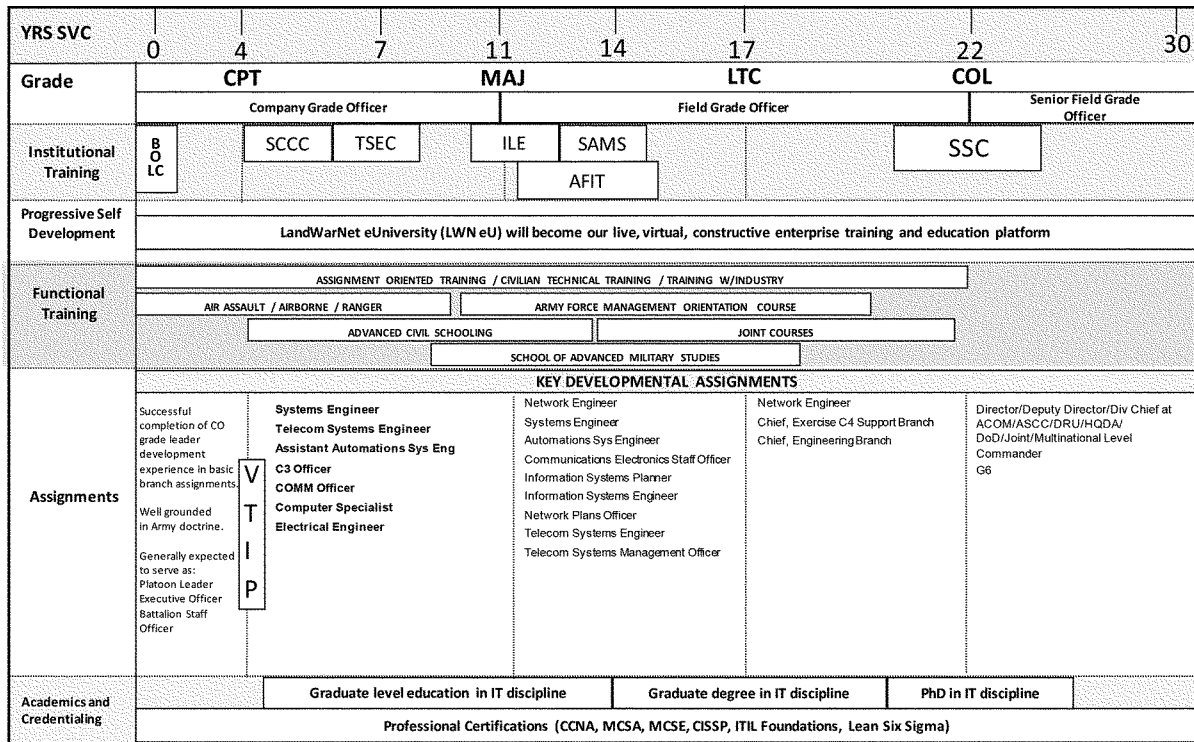 YRS SVC
0 4 7 11 14 17 22 30
Grade
CPT MAJ LTC COL
Company Grade Officer
Field Grade Officer
Senior Field Grade
Officer
Institutional
Training
B
O
LC
SCCC
TSEC
ILE
SAMS
AFIT
SSC
Progressive Self
Development
LandWarNet eUniversity (LWN eU) will become our live, virtual, constructive enterprise training and education platform
Functional
Training
ASSIGNMENT ORIENTED TRAINING / CIVILIAN TECHNICAL TRAINING / TRAINING W/INDUSTRY
AIR ASSAULT / AIRBORNE / RANGER
ARMY FORCE MANAGEMENT ORIENTATION COURSE
ADVANCED CIVIL SCHOOLING
JOINT COURSES
SCHOOL OF ADVANCED MILITARY STUDIES
Assignments
KEY DEVELOPMENTAL ASSIGNMENTS
Successful
completion of CO
grade leader
development
experience in basic
branch assignments.
Well grounded
in Army doctrine.
Generally expected
to serve as:
Platoon Leader
Executive Officer
Battalion Staff
Officer
V
T
I
P
Systems Engineer
Telecom Systems Engineer
Assistant Automations Sys Eng
C3 Officer
COMM Officer
Computer Specialist
Electrical Engineer
Network Engineer
Systems Engineer
Automations Sys Engineer
Communications Electronics Staff Officer
Information Systems Planner
Information Systems Engineer
Network Plans Officer
Telecom Systems Engineer
Telecom Systems Management Officer
Network Engineer
Chief, Exercise C4 Support Branch
Chief, Engineering Branch
Director/Deputy Director/Div Chief at
ACOM/ASCC/DRU/HQDA/
DoD/Joint/Multinational Level
Commander
G6
Academics and
Credentialing
Graduate level education in IT discipline
Graduate degree in IT discipline
PhD in IT discipline
Professional Certifications (CCNA, MCSA, MCSE, CISSP, ITIL Foundations, Lean Six Sigma)